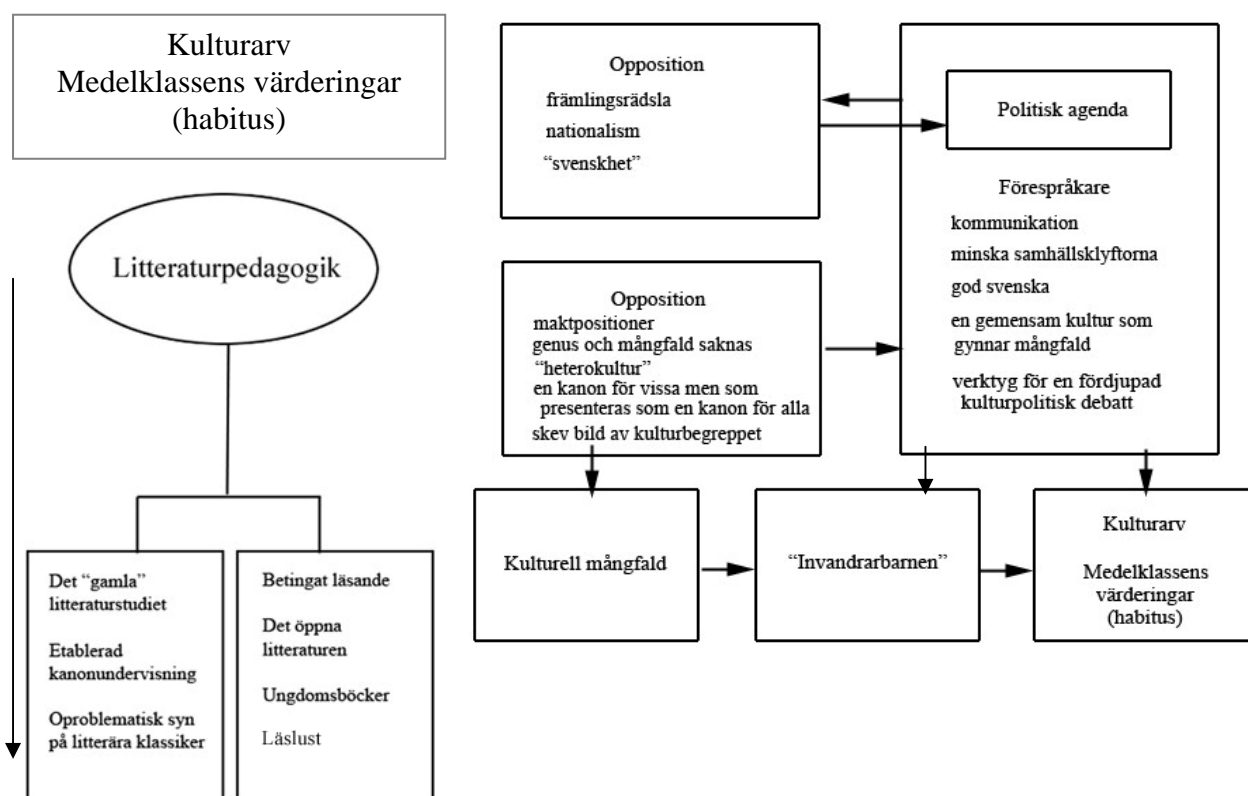 Kulturarv
Medelklassens värderingar
(habitus)
Litteraturpedagogik
Det “gamla”
litteraturstudiet
Etablerad
kanonundervisning
Oproblematisk syn
på litterära klassiker
Betingat läsande
Det öppna
litteraturen
Ungdomsböcker
Läslust
Opposition
främlingsrädsla
nationalism
“svenskhet”
Politisk agenda
Förespråkare
kommunikation
minska samhällsklyftorna
god svenska
en gemensam kultur som
gynnar mångfald
verktyg för en fördjupad
kulturpolitisk debatt
Opposition
maktpositioner
genus och mångfald saknas
“heterokultur”
en kanon för vissa men som
presenteras som en kanon för alla
skev bild av kulturbegreppet
Kulturell mångfald
“Invandrarbarnen”
Kulturarv
Medelklassens
värderingar
(habitus)